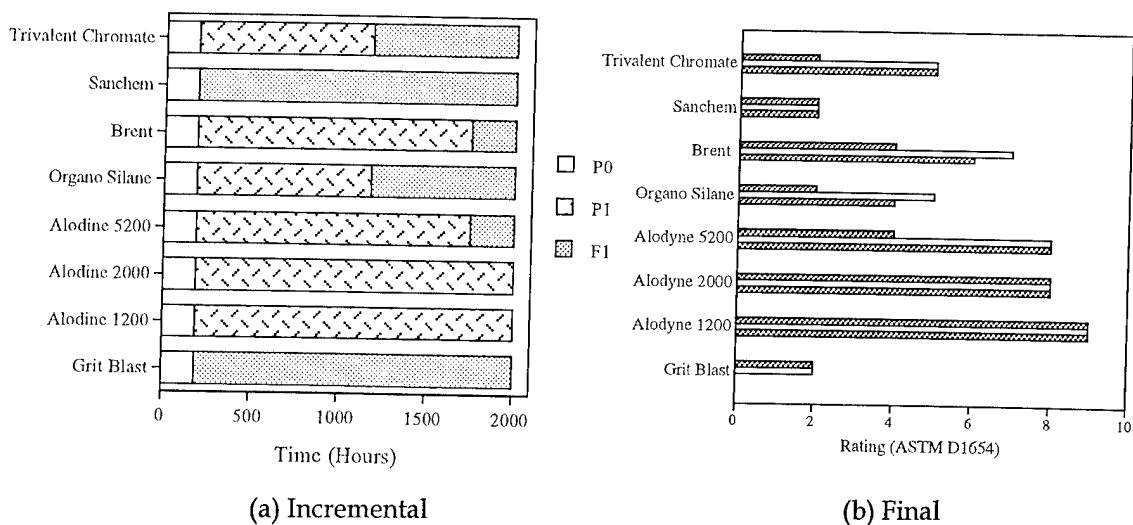 Trivalent Chromate
Sanchem
Brent
Organo Silane
Alodine 5200
Alodine 2000
Alodine 1200
Grit Blast
0 500 1000 1500 2000
Time (Hours)
(a) Incremental
P0
P1
F1
Trivalent Chromate
Sanchem
Brent
Organo Silane
Alodyne 5200
Alodyne 2000
Alodyne 1200
Grit Blast
0 2 4 6 8 10
Rating (ASTM D1654)
(b) Final